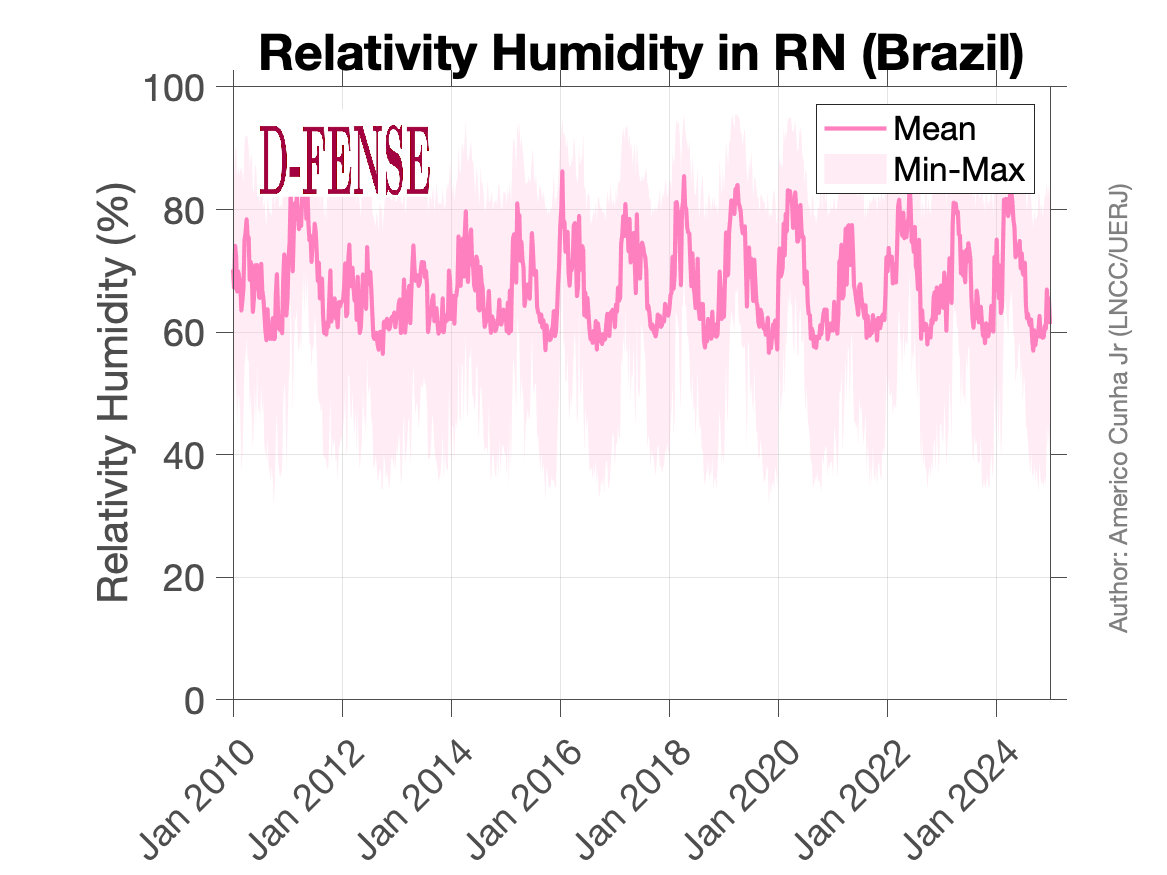 Relativity Humidity in RN (Brazil)
D-FENSE
Mean
Min-Max
Relativity Humidity (%)
100
80
60
40
20
0
Jan 2010
Jan 2012
Jan 2014
Jan 2016
Jan 2018
Jan 2020
Jan 2022
Jan 2024
Author: Americo Cunha Jr (LNCC/UERJ)